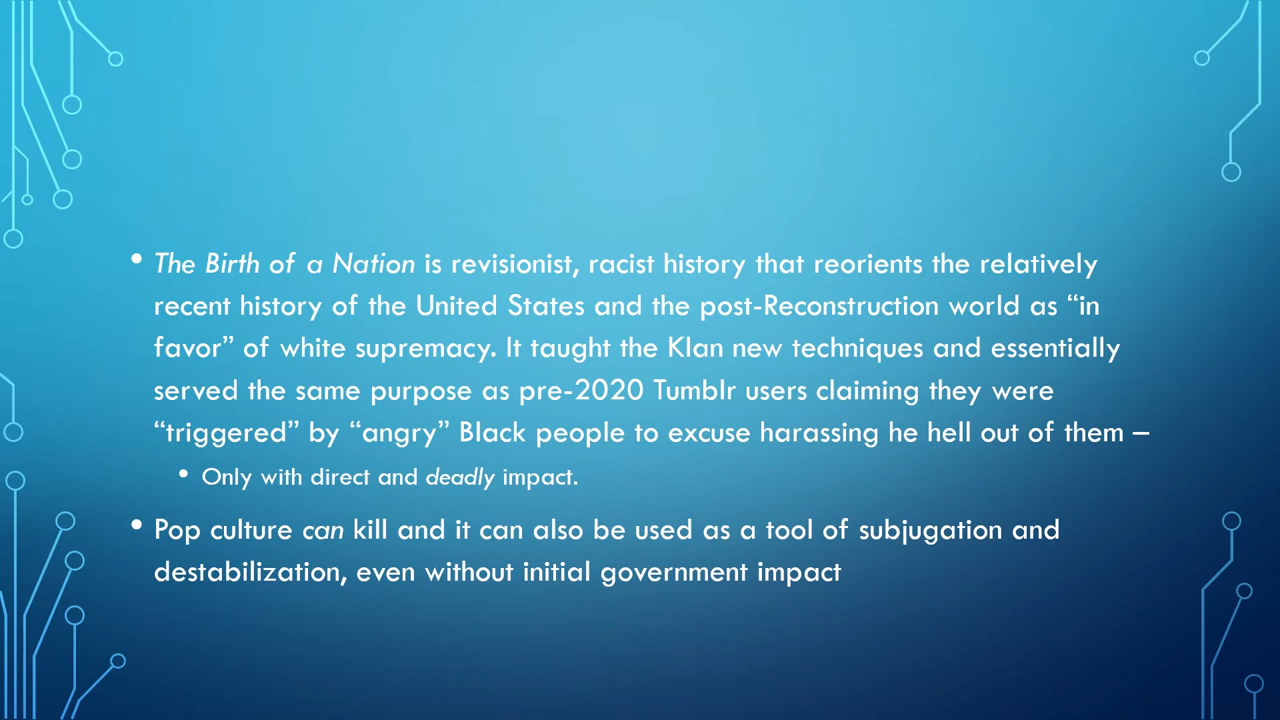 • The Birth of a Nation is revisionist, racist history that reorients the relatively
recent history of the United States and the post-Reconstruction world as “in
favor” of white supremacy. It taught the Klan new techniques and essentially
served the same purpose as pre-2020 Tumblr users claiming they were
“triggered” by “angry” Black people to excuse harassing he hell out of them –
• Only with direct and deadly impact.
• Pop culture can kill and it can also be used as a tool of subjugation and
destabilization, even without initial government impact